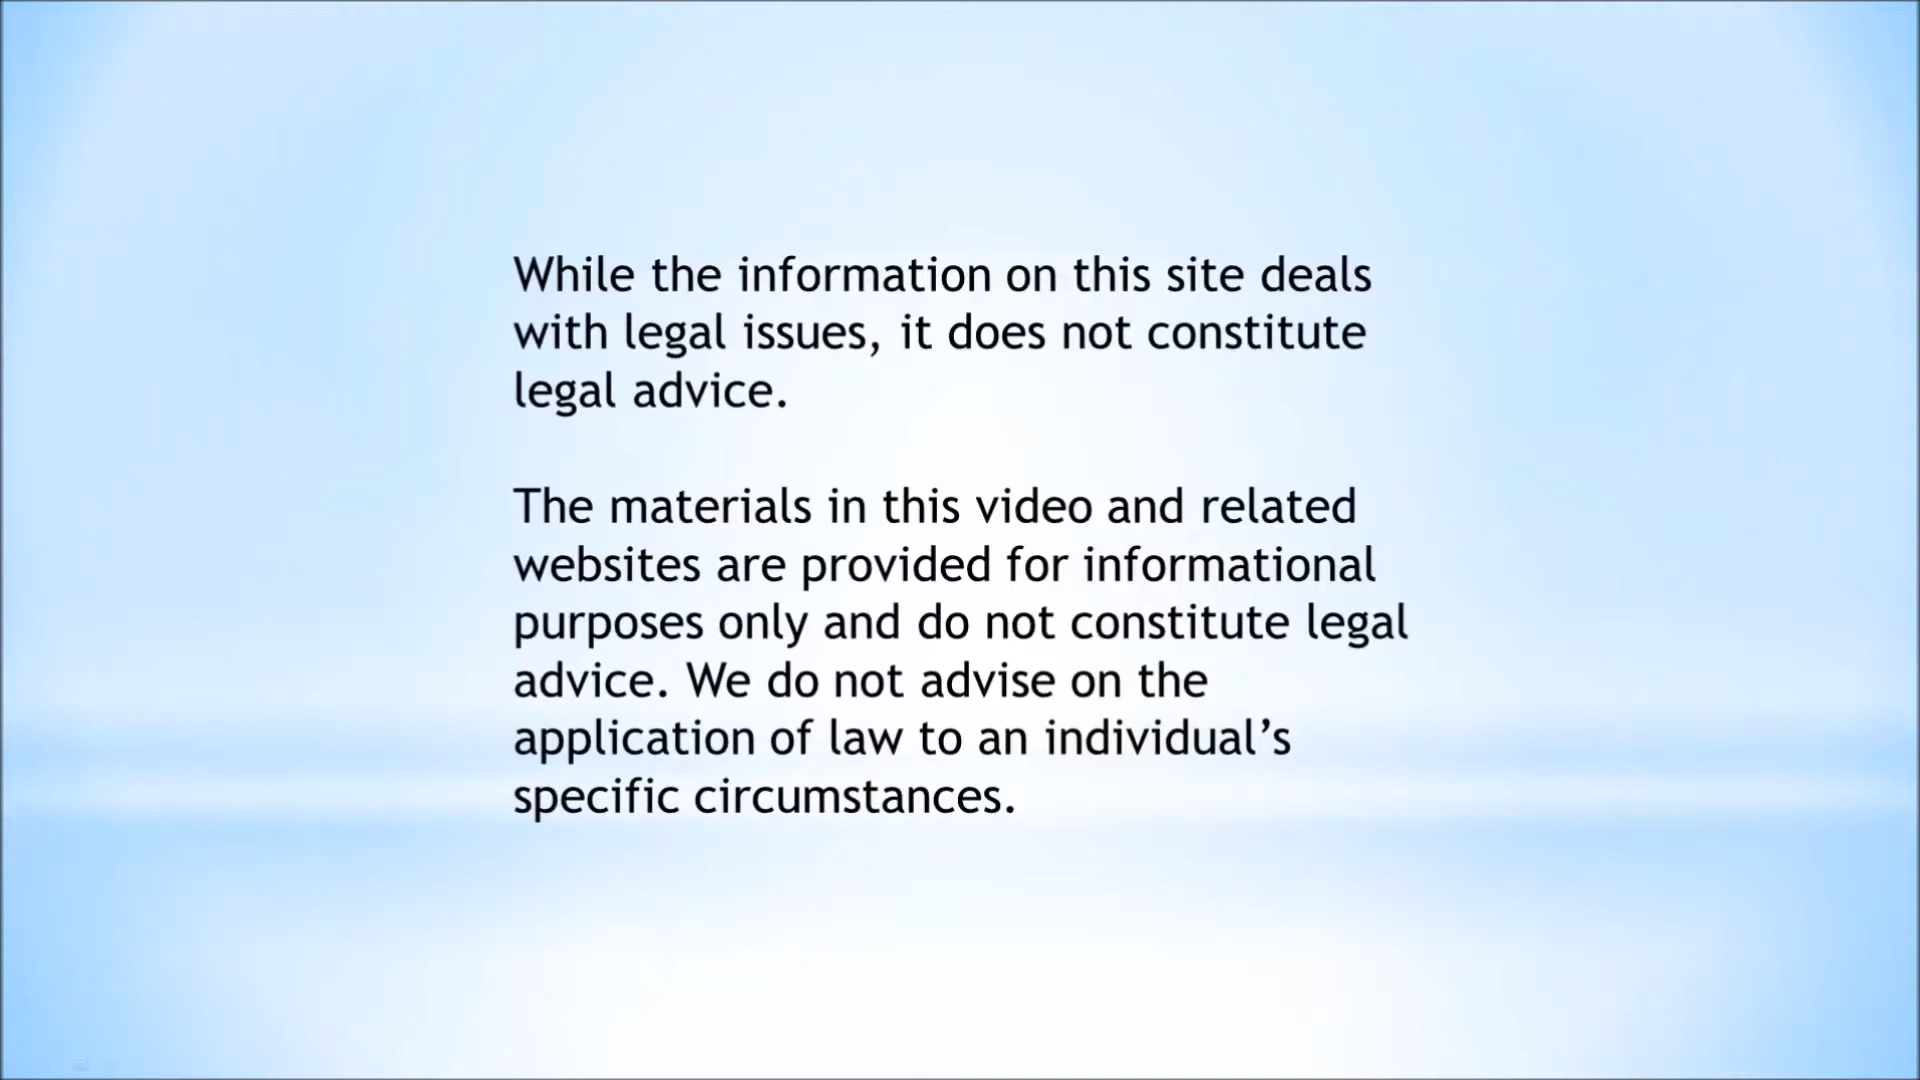 While the information on this site deals
with legal issues, it does not constitute
legal advice.
The materials in this video and related
websites are provided for informational
purposes only and do not constitute legal
advice. We do not advise on the
application of law to an individual’s
specific circumstances.